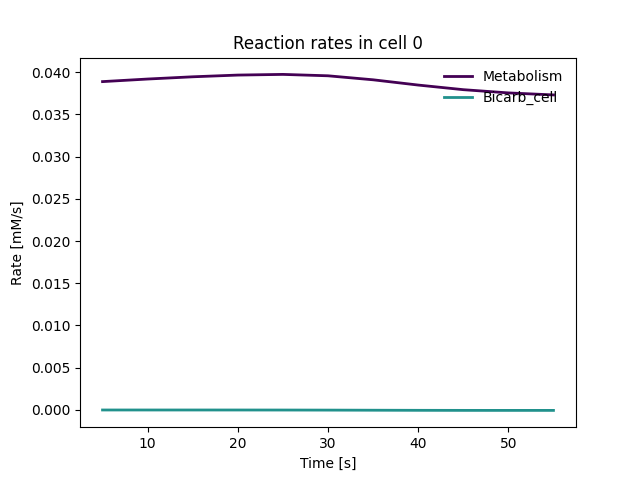 Reaction rates in cell 0
Metabolism
Bicarb_cell
Rate [mM/s]
0.040
0.035
0.030
0.025
0.020
0.015
0.010
0.005
0.000
10 20 30 40 50
Time [s]